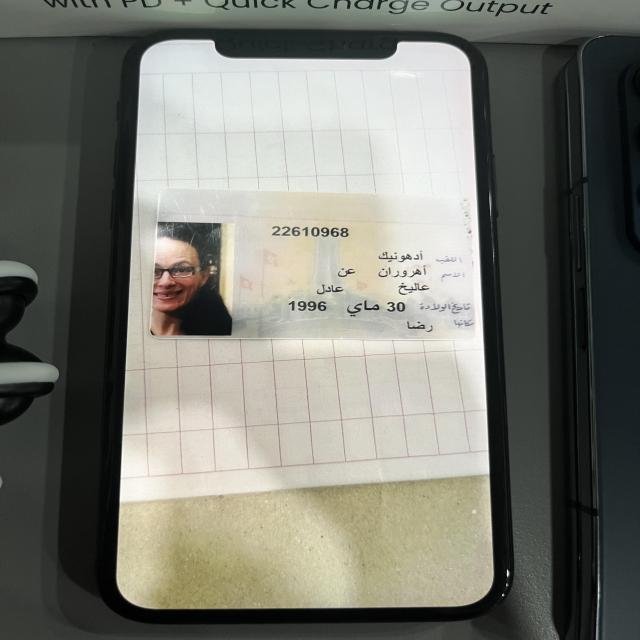 with PD + Quick Charge Output
22610968
اللقب أدهونيك
الاسم أهروران عن
عاليخ عادل
تاريخ الولادة 30 ماي 1996
مكانها رضا